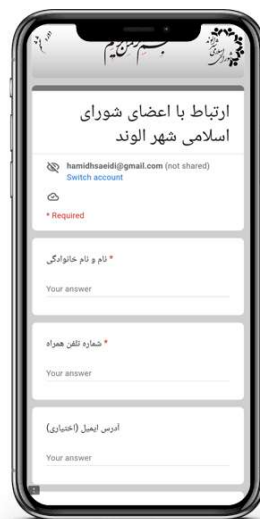 بسم الله الرحمن الرحیم
ارتباط با اعضای شورای
اسلامی شهر الوند
hamidhsaeidi@gmail.com (not shared)
Switch account
* Required
نام و نام خانوادگی *
Your answer
شماره تلفن همراه *
Your answer
آدرس ایمیل (اختیاری)
Your answer